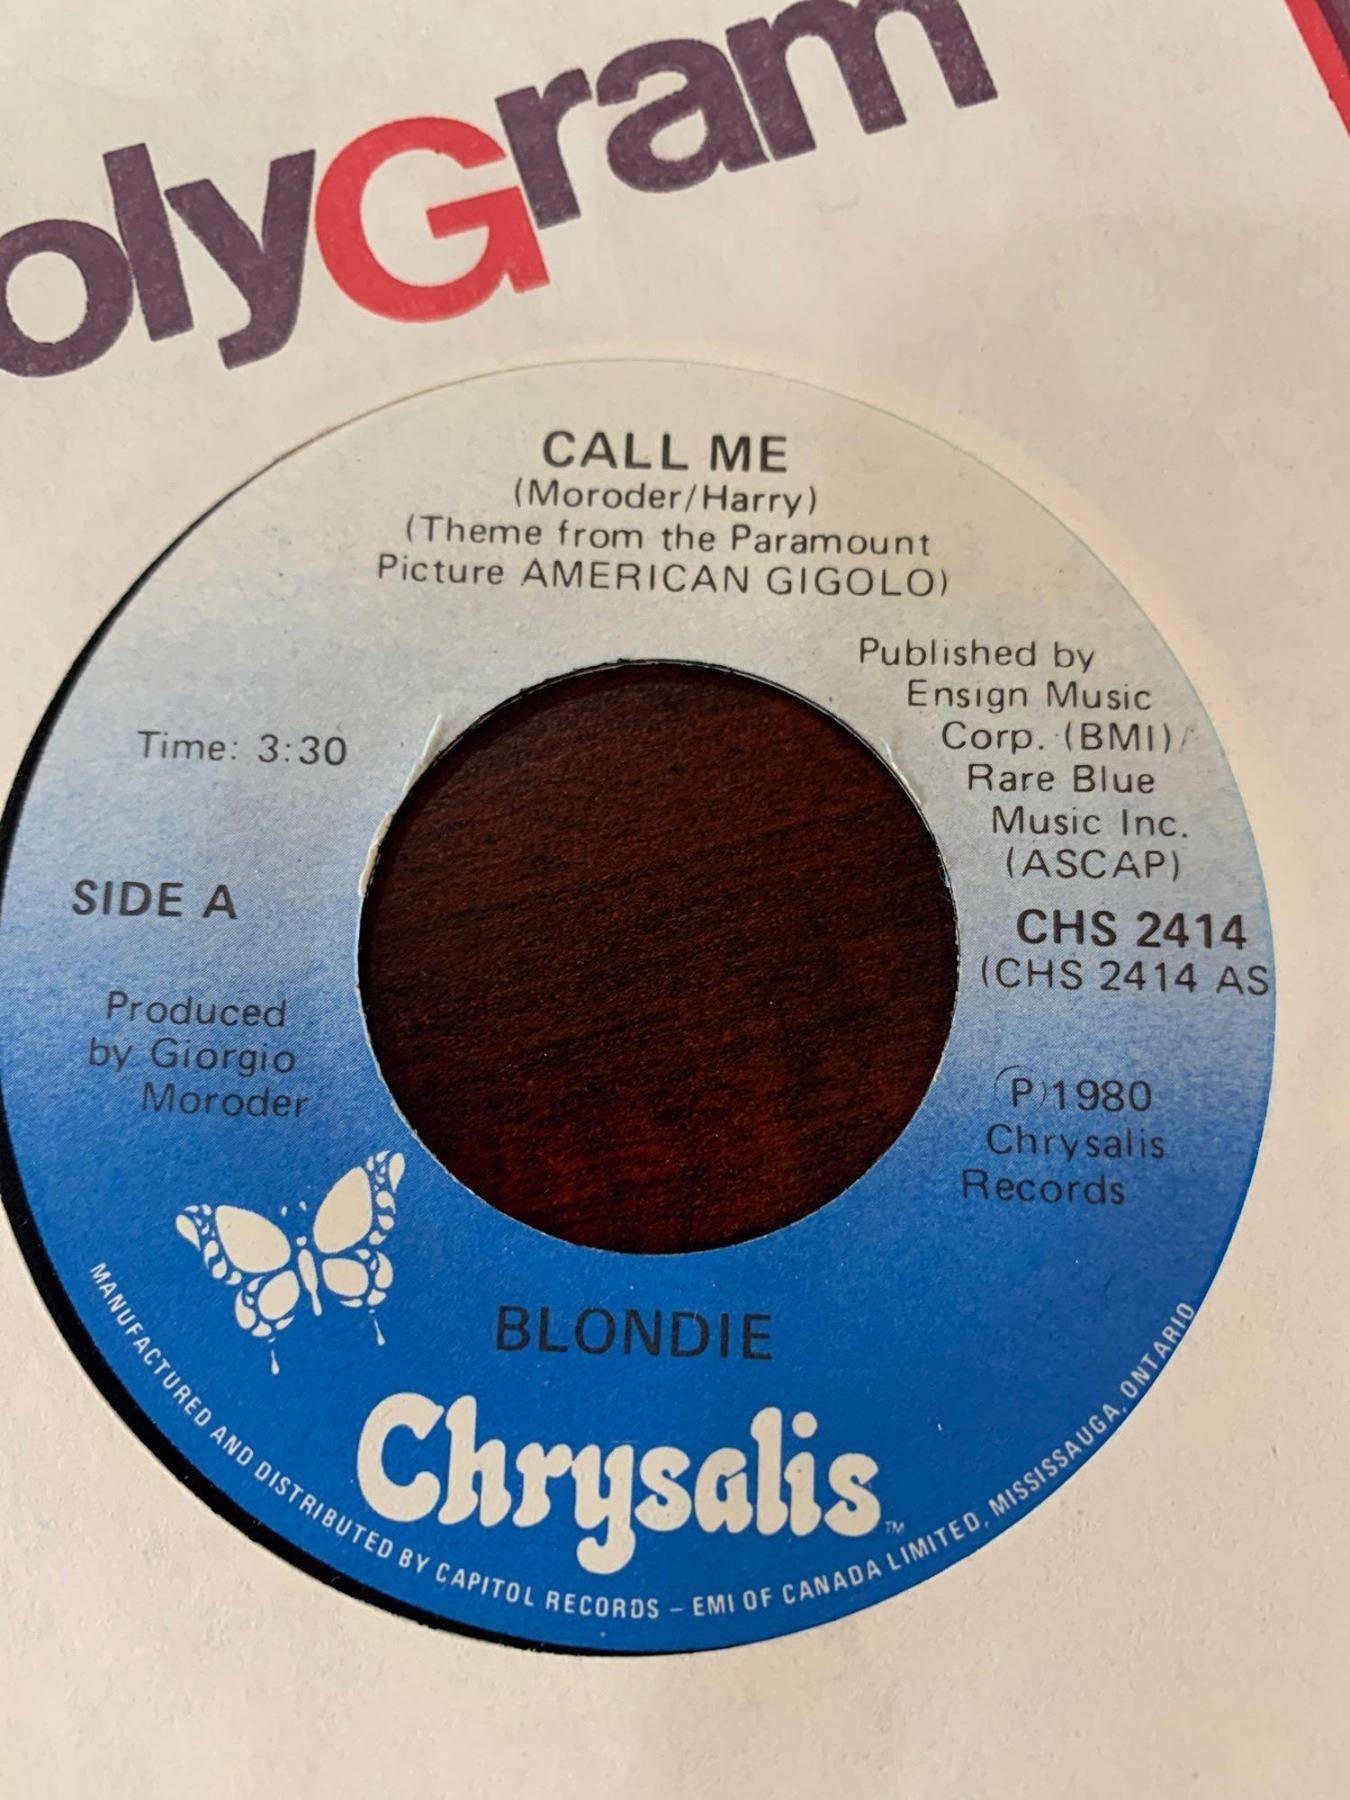 olyGram
CALL ME
(Moroder/Harry)
(Theme from the Paramount
Picture AMERICAN GIGOLO)
Published by
Ensign Music
Corp. (BMI)/
Rare Blue
Music Inc.
(ASCAP)
Time: 3:30
SIDE A
CHS 2414
(CHS 2414 AS
Produced
by Giorgio
Moroder
Ⓟ1980
Chrysalis
Records
BLONDIE
Chrysalis™
MANUFACTURED AND DISTRIBUTED BY CAPITOL RECORDS – EMI OF CANADA LIMITED, MISSISSAUGA, ONTARIO